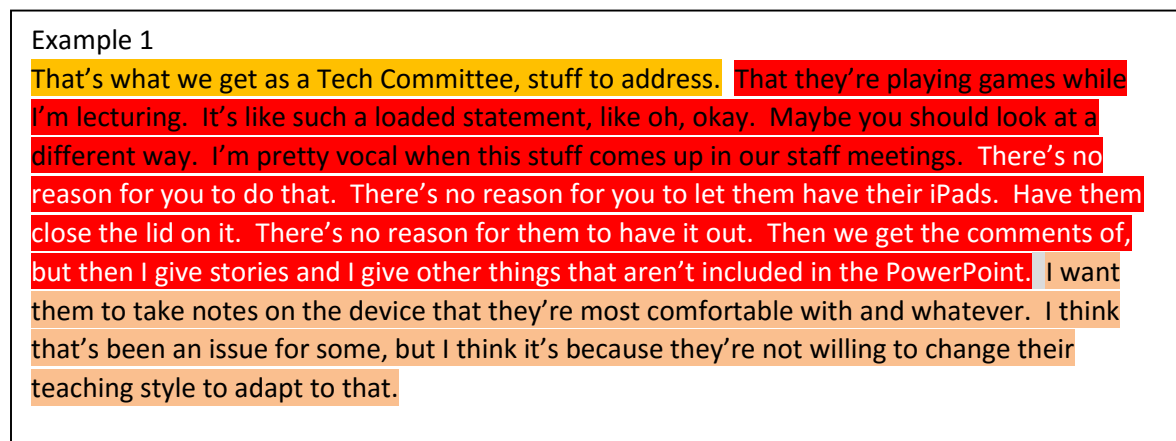 Example 1
That’s what we get as a Tech Committee, stuff to address.  That they’re playing games while
I’m lecturing.  It’s like such a loaded statement, like oh, okay.  Maybe you should look at a
different way.  I’m pretty vocal when this stuff comes up in our staff meetings.  There’s no
reason for you to do that.  There’s no reason for you to let them have their iPads.  Have them
close the lid on it.  There’s no reason for them to have it out.  Then we get the comments of,
but then I give stories and I give other things that aren’t included in the PowerPoint.  I want
them to take notes on the device that they’re most comfortable with and whatever.  I think
that’s been an issue for some, but I think it’s because they’re not willing to change their
teaching style to adapt to that.